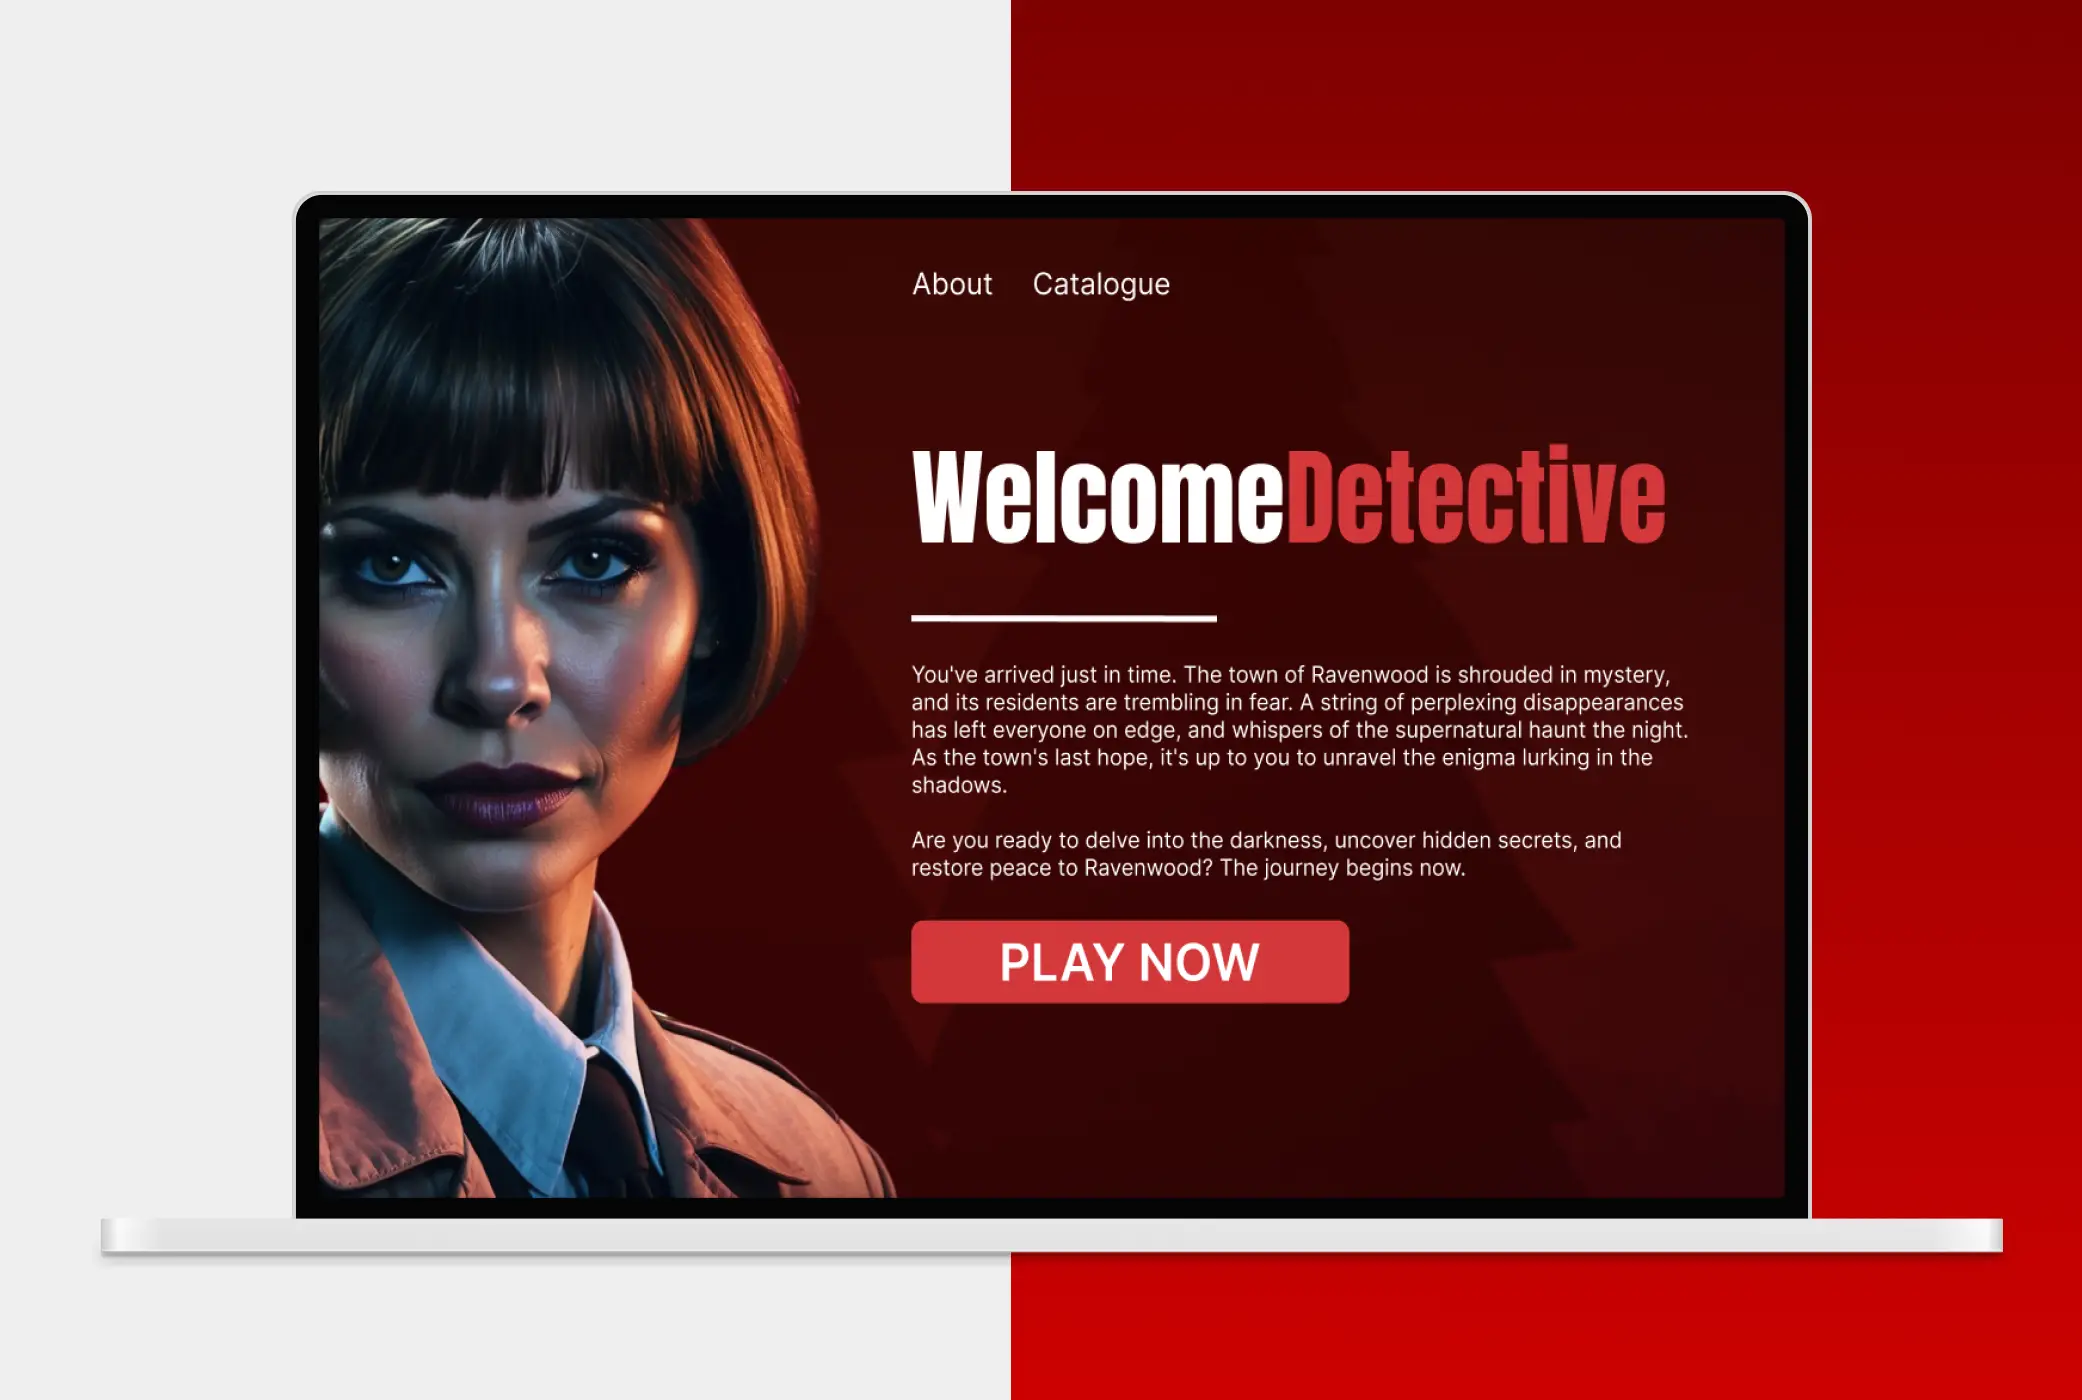 About Catalogue
WelcomeDetective
You've arrived just in time. The town of Ravenwood is shrouded in mystery,
and its residents are trembling in fear. A string of perplexing disappearances
has left everyone on edge, and whispers of the supernatural haunt the night.
As the town's last hope, it's up to you to unravel the enigma lurking in the
shadows.
Are you ready to delve into the darkness, uncover hidden secrets, and
restore peace to Ravenwood? The journey begins now.
PLAY NOW